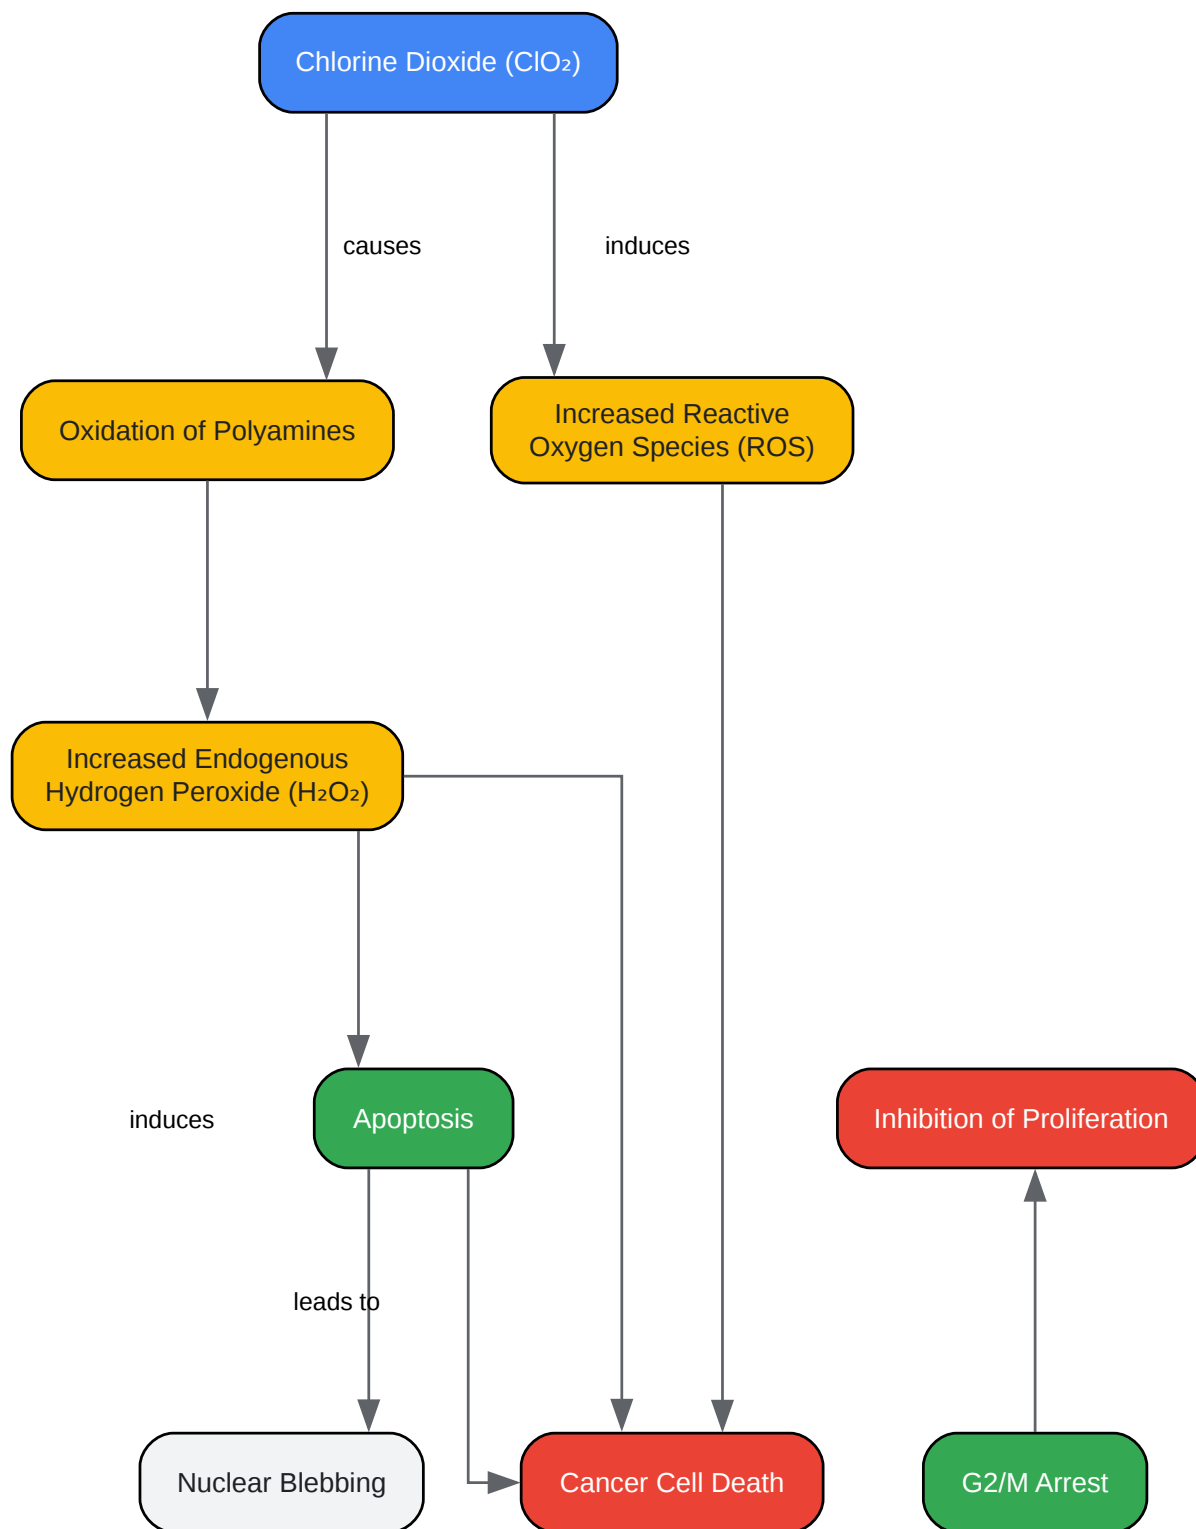 Chlorine Dioxide (ClO₂)
causes
induces
Oxidation of Polyamines
Increased Reactive
Oxygen Species (ROS)
Increased Endogenous
Hydrogen Peroxide (H₂O₂)
induces
Apoptosis
Inhibition of Proliferation
leads to
Nuclear Blebbing
Cancer Cell Death
G2/M Arrest